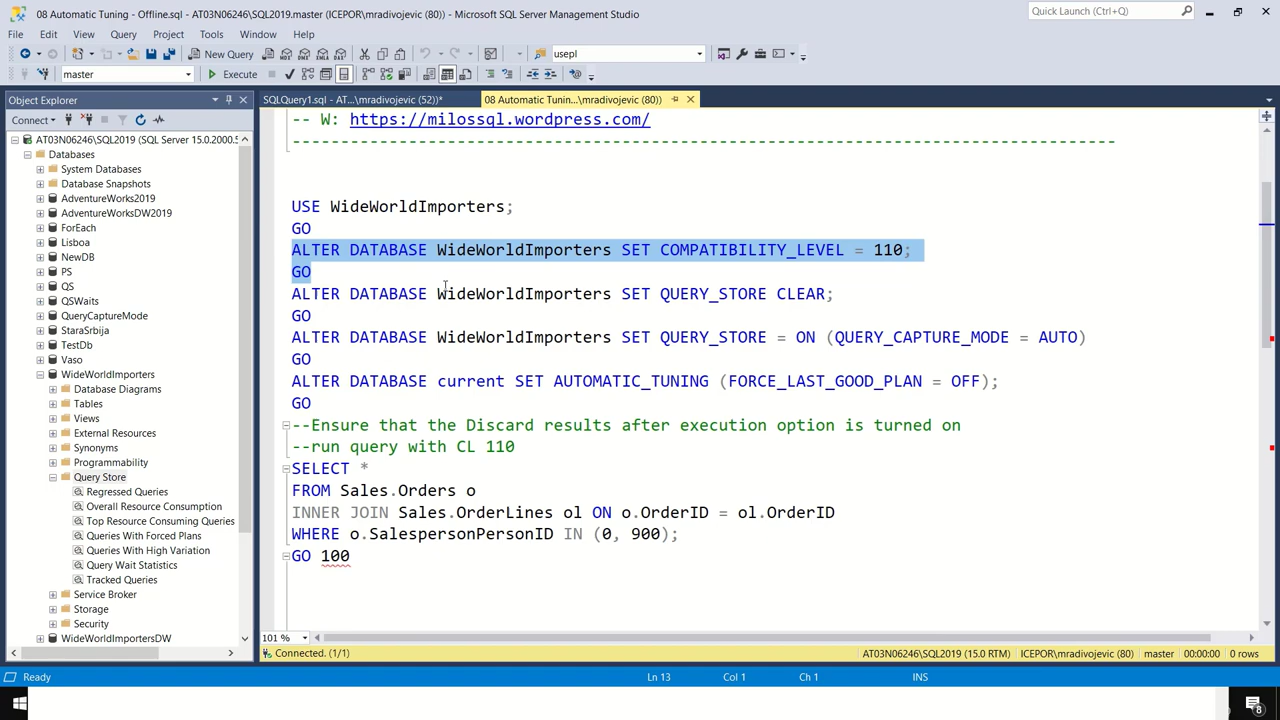 08 Automatic Tuning - Offline.sql - AT03N06246\SQL2019.master (ICEPOR\mradivojevic (80)) - Microsoft SQL Server Management Studio
Quick Launch (Ctrl+Q)
File Edit View Query Project Tools Window Help
New Query MDX DMX XMLA DAX usepl
master Execute
Object Explorer
SQLQuery1.sql - AT...\mradivojevic (52))*
08 Automatic Tunin...\mradivojevic (80))
Connect
AT03N06246\SQL2019 (SQL Server 15.0.2000.5
Databases
System Databases
Database Snapshots
AdventureWorks2019
AdventureWorksDW2019
ForEach
Lisboa
NewDB
PS
QS
QSWaits
QueryCaptureMode
StaraSrbija
TestDb
Vaso
WideWorldImporters
Database Diagrams
Tables
Views
External Resources
Synonyms
Programmability
Query Store
Regressed Queries
Overall Resource Consumption
Top Resource Consuming Queries
Queries With Forced Plans
Queries With High Variation
Query Wait Statistics
Tracked Queries
Service Broker
Storage
Security
WideWorldImportersDW
-- W: https://milossql.wordpress.com/
-------------------------------------------------------------------------------------
USE WideWorldImporters;
GO
ALTER DATABASE WideWorldImporters SET COMPATIBILITY_LEVEL = 110;
GO
ALTER DATABASE WideWorldImporters SET QUERY_STORE CLEAR;
GO
ALTER DATABASE WideWorldImporters SET QUERY_STORE = ON (QUERY_CAPTURE_MODE = AUTO)
GO
ALTER DATABASE current SET AUTOMATIC_TUNING (FORCE_LAST_GOOD_PLAN = OFF);
GO
--Ensure that the Discard results after execution option is turned on
--run query with CL 110
SELECT *
FROM Sales.Orders o
INNER JOIN Sales.OrderLines ol ON o.OrderID = ol.OrderID
WHERE o.SalespersonPersonID IN (0, 900);
GO 100
101 %
Connected. (1/1) AT03N06246\SQL2019 (15.0 RTM) ICEPOR\mradivojevic (80) master 00:00:00 0 rows
Ready Ln 13 Col 1 Ch 1 INS
8